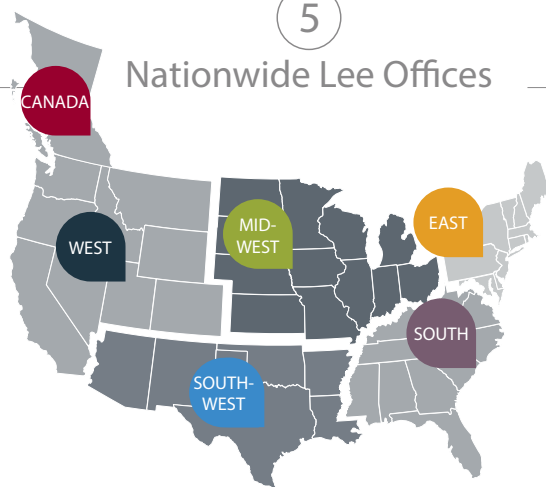 5
Nationwide Lee Offices
CANADA
WEST
MID-
WEST
EAST
SOUTH
SOUTH-
WEST